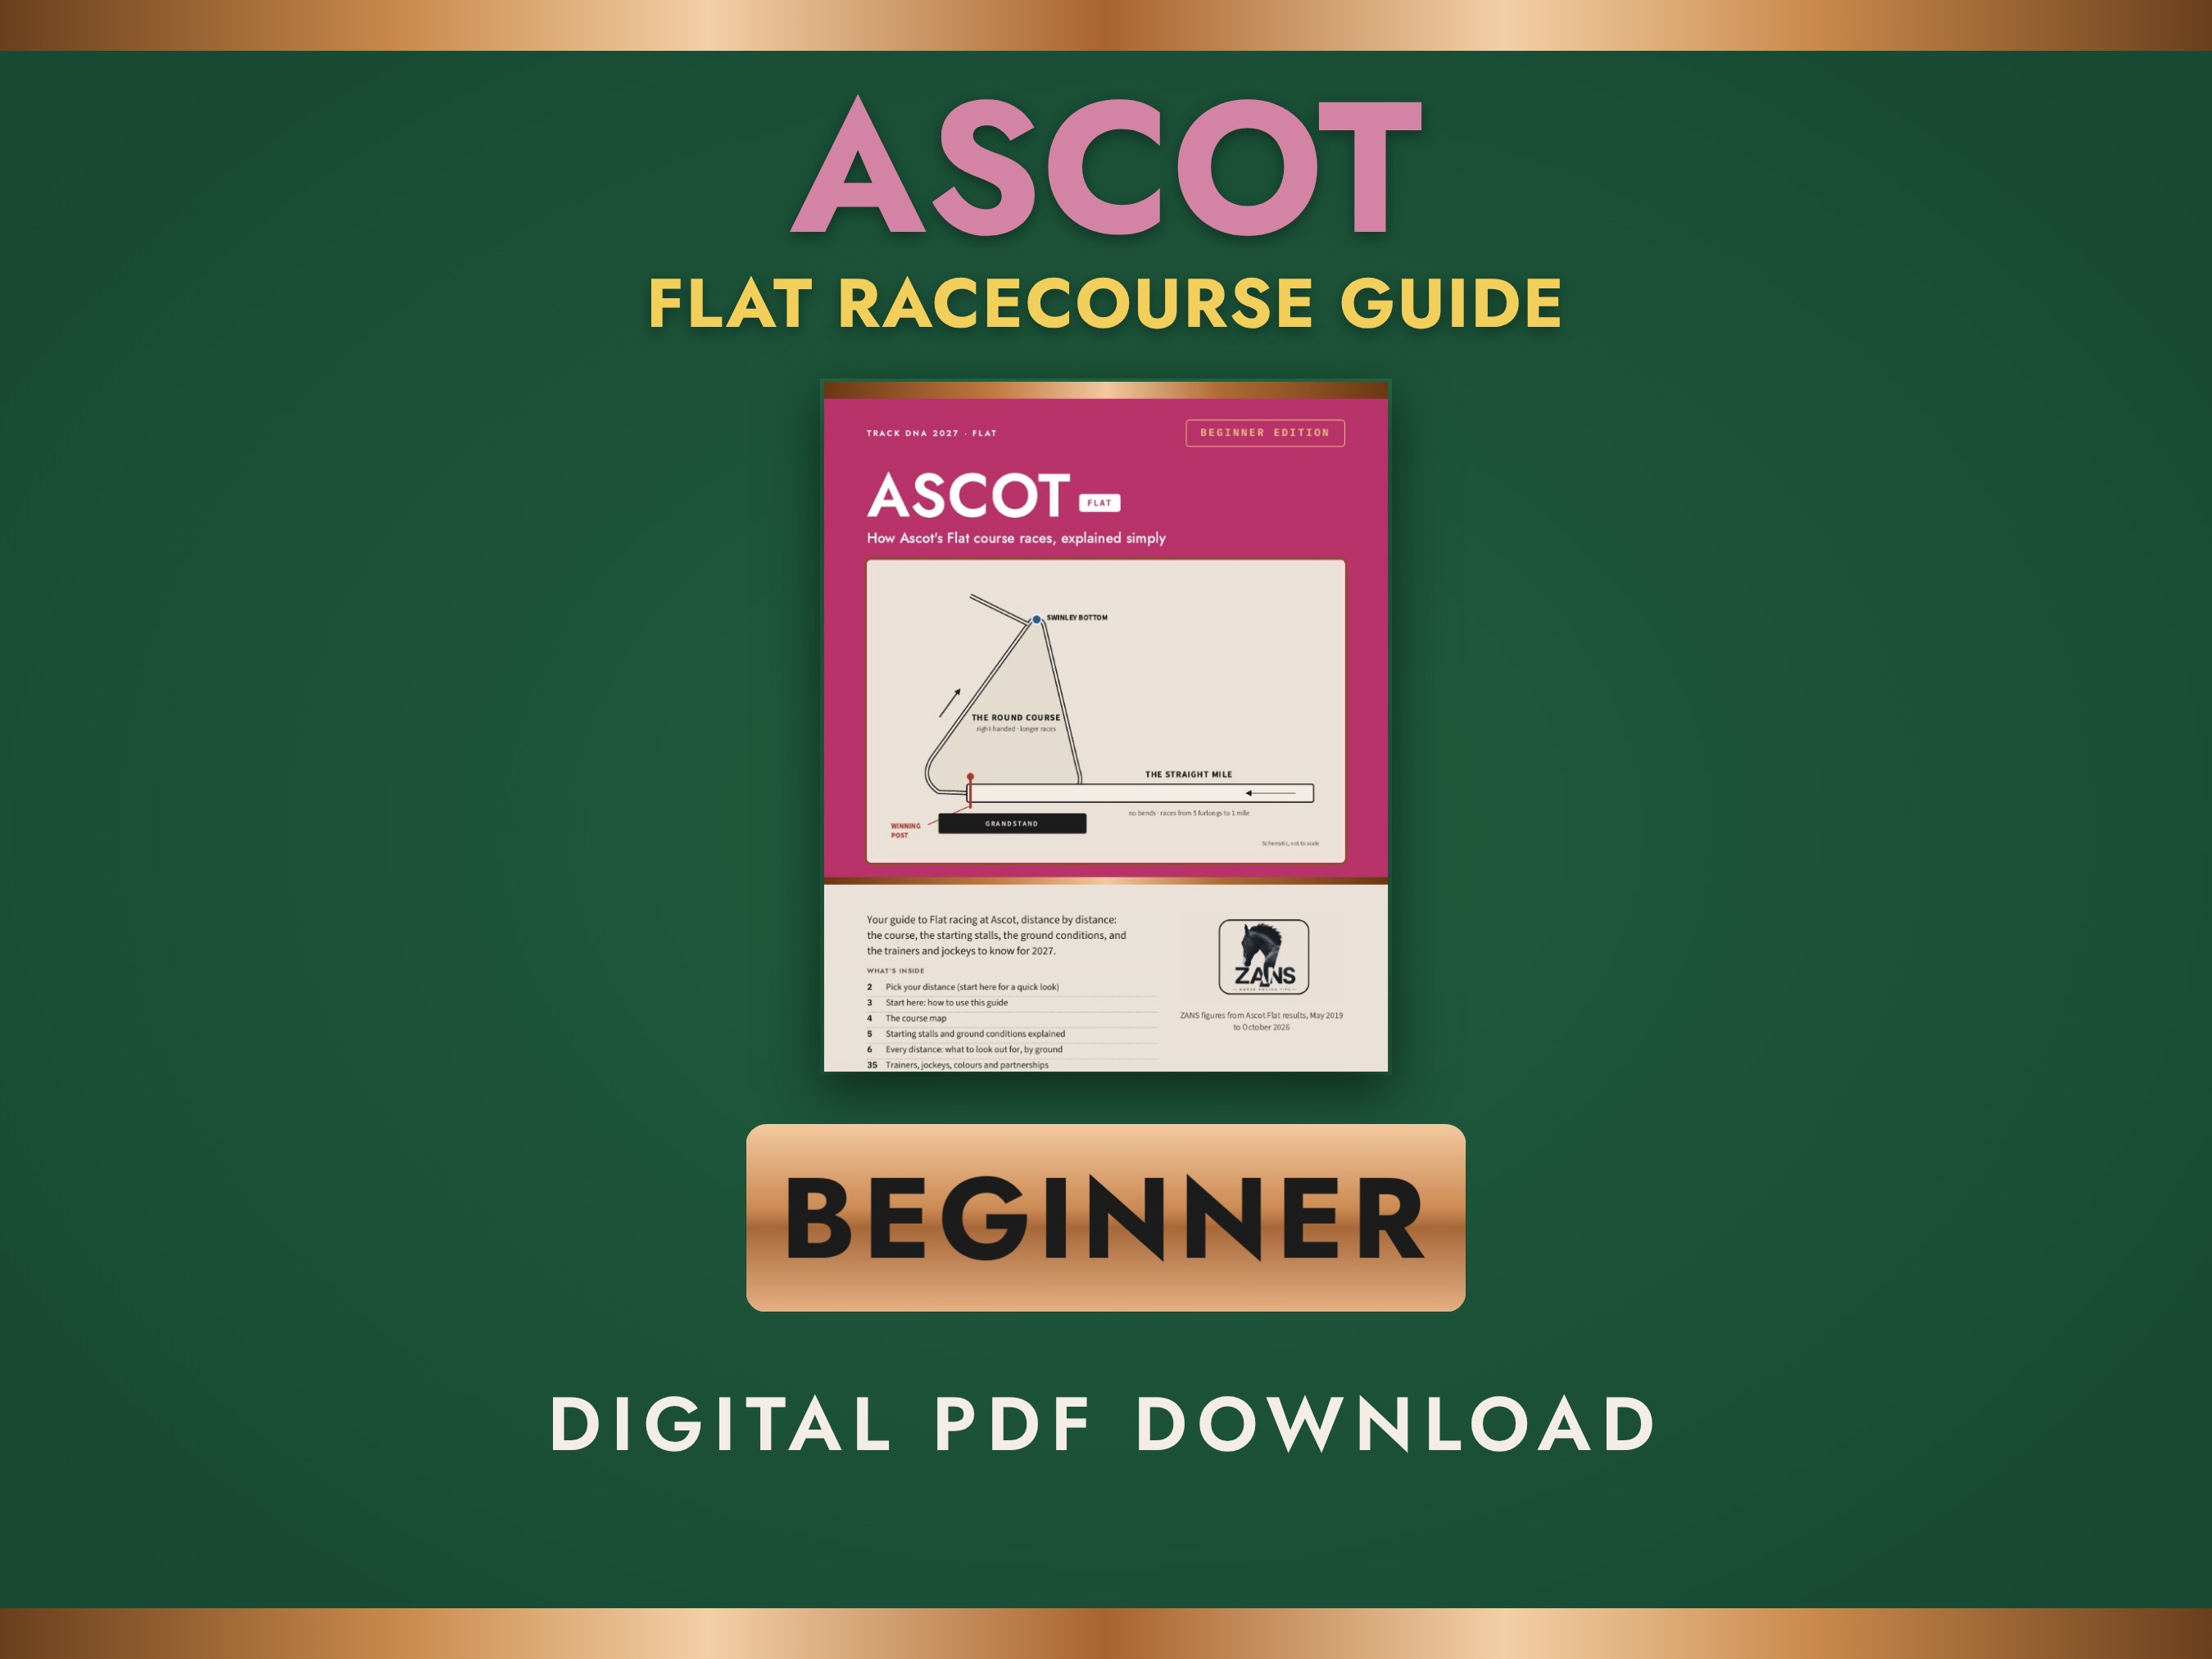 ASCOT
FLAT RACECOURSE GUIDE
TRACK DNA 2027 · FLAT
BEGINNER EDITION
ASCOT FLAT
How Ascot's Flat course races, explained simply
SWINLEY BOTTOM
THE ROUND COURSE
right-handed · longer races
THE STRAIGHT MILE
no bends · races from 5 furlongs to 1 mile
WINNING
POST
GRANDSTAND
Schematic, not to scale
Your guide to Flat racing at Ascot, distance by distance:
the course, the starting stalls, the ground conditions, and
the trainers and jockeys to know for 2027.
WHAT'S INSIDE
2 Pick your distance (start here for a quick look)
3 Start here: how to use this guide
4 The course map
5 Starting stalls and ground conditions explained
6 Every distance: what to look out for, by ground
35 Trainers, jockeys, colours and partnerships
ZANS
HORSE RACING TIPS
ZANS figures from Ascot Flat results, May 2019
to October 2026
BEGINNER
DIGITAL PDF DOWNLOAD